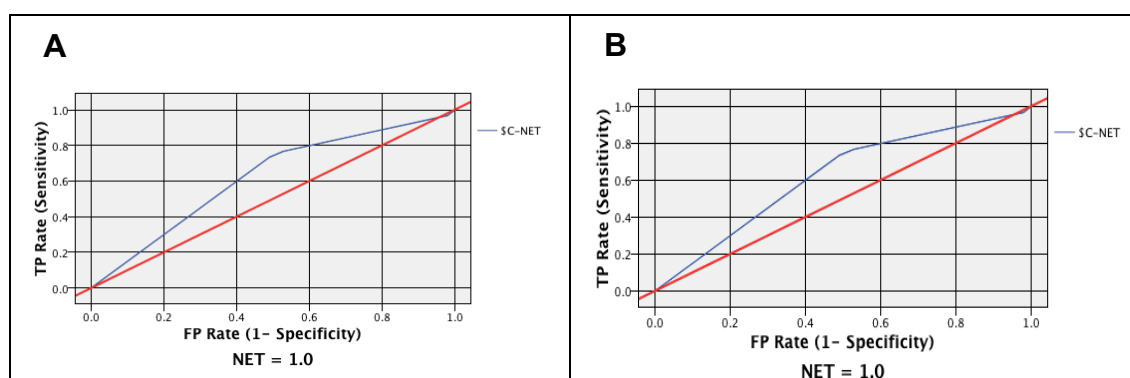 A
1.0
0.8
0.6
0.4
0.2
0.0
TP Rate (Sensitivity)
0.0 0.2 0.4 0.6 0.8 1.0
FP Rate (1- Specificity)
NET = 1.0
$C-NET
B
1.0
0.8
0.6
0.4
0.2
0.0
TP Rate (Sensitivity)
0.0 0.2 0.4 0.6 0.8 1.0
FP Rate (1- Specificity)
NET = 1.0
$C-NET